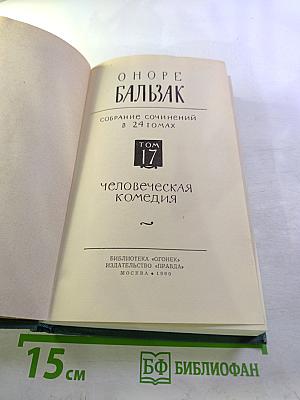 ОНОРЕ
БАЛЬЗАК
СОБРАНИЕ СОЧИНЕНИЙ
В 24 ТОМАХ
ТОМ
17
ЧЕЛОВЕЧЕСКАЯ
КОМЕДИЯ
БИБЛИОТЕКА «ОГОНЕК»
ИЗДАТЕЛЬСТВО «ПРАВДА»
МОСКВА • 1960
15 см
БФ БИБЛИОФАН